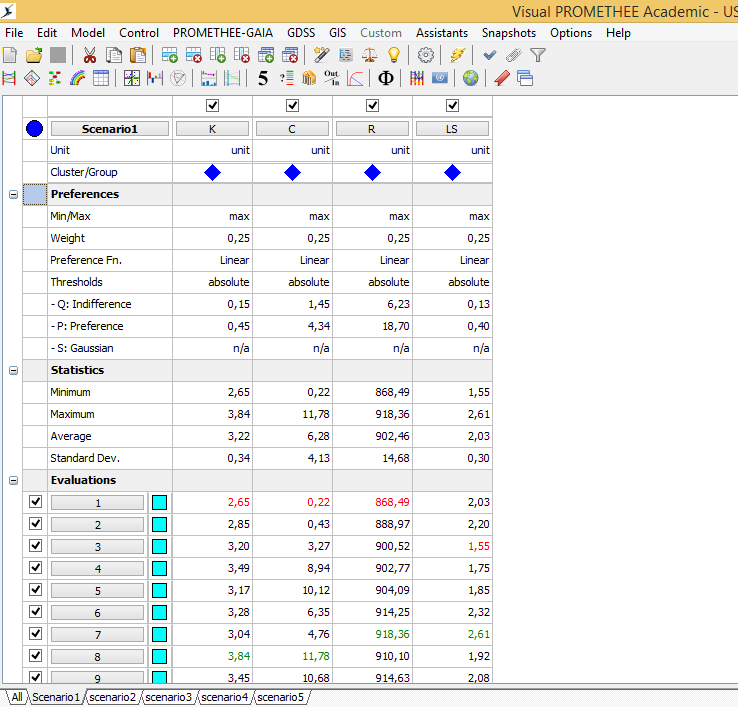 Visual PROMETHEE Academic - US
File Edit Model Control PROMETHEE-GAIA GDSS GIS Custom Assistants Snapshots Options Help
5 ?= Out In Φ
Scenario1 K C R LS
Unit unit unit unit unit
Cluster/Group
Preferences
Min/Max max max max max
Weight 0,25 0,25 0,25 0,25
Preference Fn. Linear Linear Linear Linear
Thresholds absolute absolute absolute absolute
- Q: Indifference 0,15 1,45 6,23 0,13
- P: Preference 0,45 4,34 18,70 0,40
- S: Gaussian n/a n/a n/a n/a
Statistics
Minimum 2,65 0,22 868,49 1,55
Maximum 3,84 11,78 918,36 2,61
Average 3,22 6,28 902,46 2,03
Standard Dev. 0,34 4,13 14,68 0,30
Evaluations
1 2,65 0,22 868,49 2,03
2 2,85 0,43 888,97 2,20
3 3,20 3,27 900,52 1,55
4 3,49 8,94 902,77 1,75
5 3,17 10,12 904,09 1,85
6 3,28 6,35 914,25 2,32
7 3,04 4,76 918,36 2,61
8 3,84 11,78 910,10 1,92
9 3,45 10,68 914,63 2,08
All Scenario1 scenario2 scenario3 scenario4 scenario5